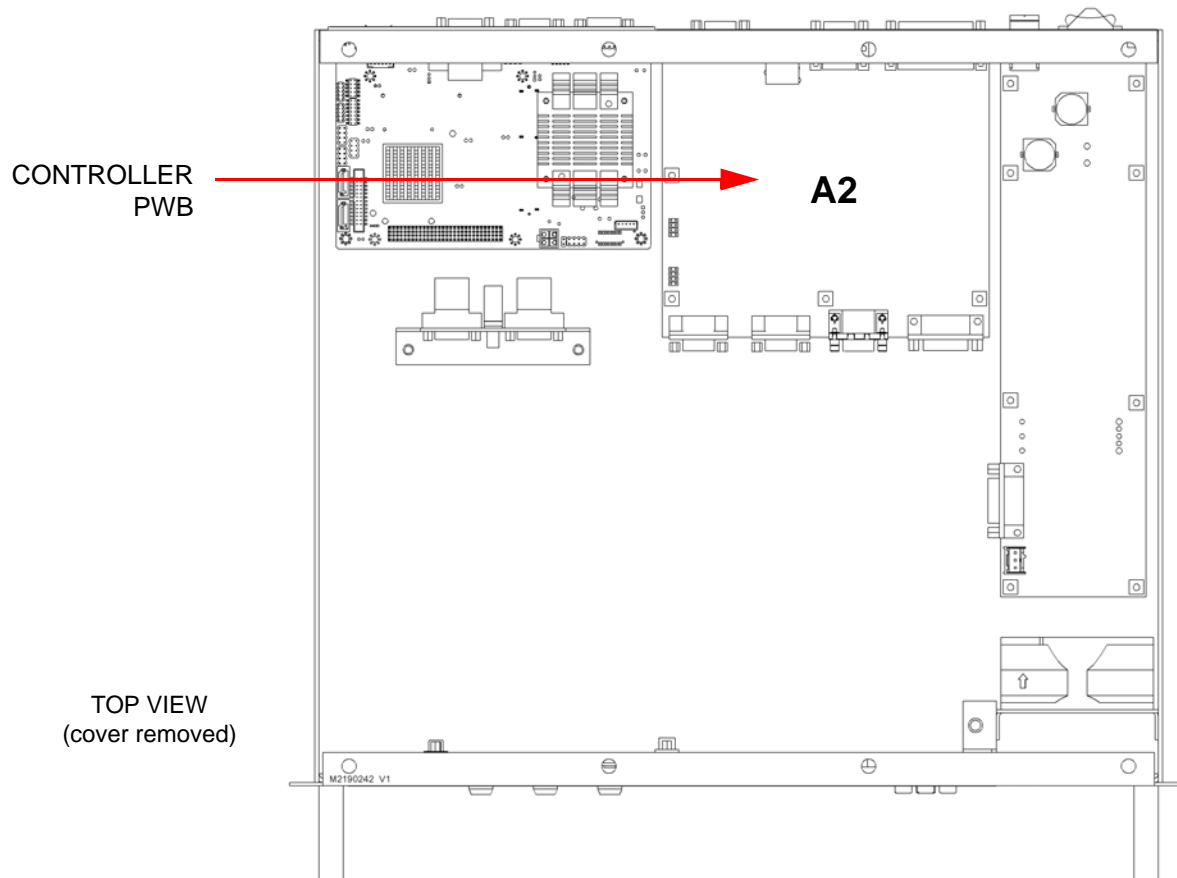 CONTROLLER
PWB
A2
TOP VIEW
(cover removed)
M2190242 V1